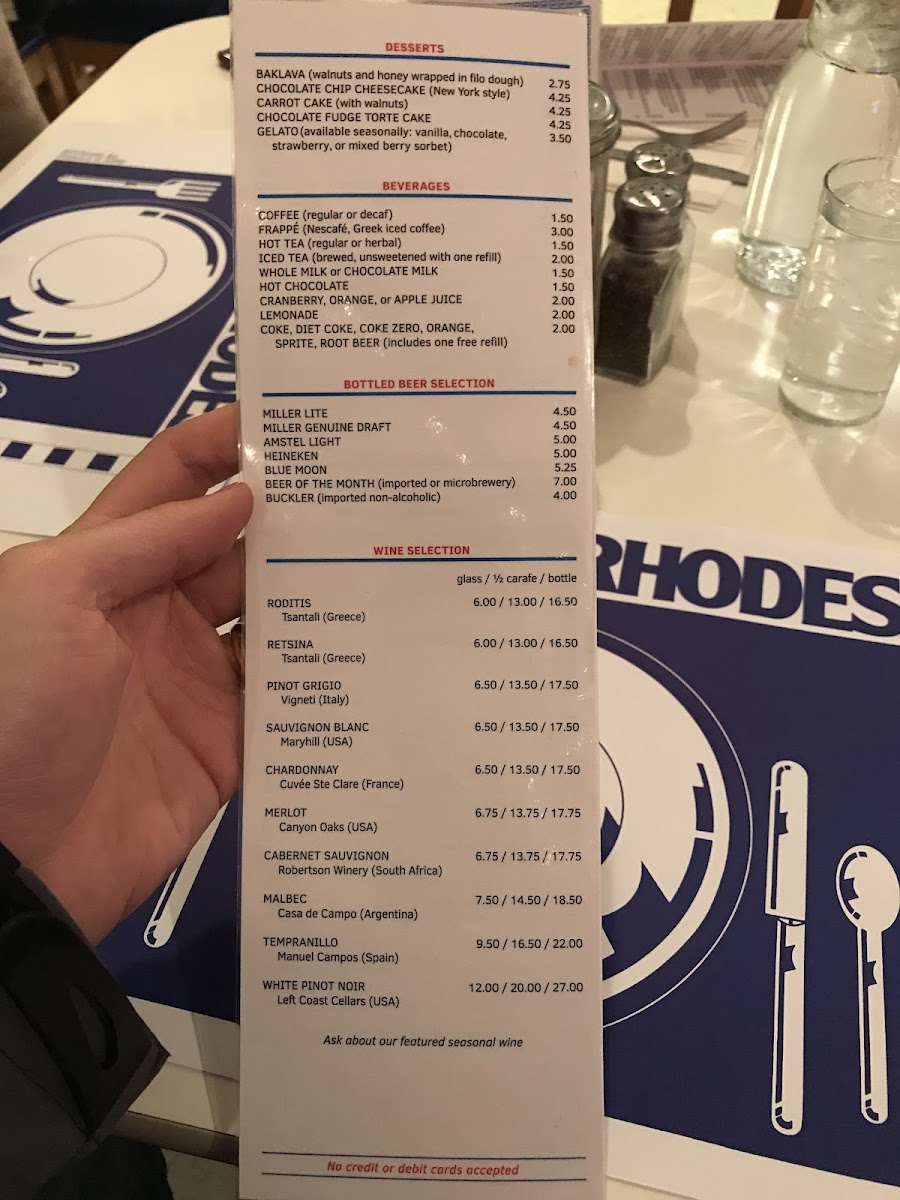 DESSERTS
BAKLAVA (walnuts and honey wrapped in filo dough) 2.75
CHOCOLATE CHIP CHEESECAKE (New York style) 4.25
CARROT CAKE (with walnuts) 4.25
CHOCOLATE FUDGE TORTE CAKE 4.25
GELATO (available seasonally: vanilla, chocolate, 3.50
strawberry, or mixed berry sorbet)
BEVERAGES
COFFEE (regular or decaf) 1.50
FRAPPÉ (Nescafé, Greek iced coffee) 3.00
HOT TEA (regular or herbal) 1.50
ICED TEA (brewed, unsweetened with one refill) 2.00
WHOLE MILK or CHOCOLATE MILK 1.50
HOT CHOCOLATE 1.50
CRANBERRY, ORANGE, or APPLE JUICE 2.00
LEMONADE 2.00
COKE, DIET COKE, COKE ZERO, ORANGE, 2.00
SPRITE, ROOT BEER (includes one free refill)
BOTTLED BEER SELECTION
MILLER LITE 4.50
MILLER GENUINE DRAFT 4.50
AMSTEL LIGHT 5.00
HEINEKEN 5.00
BLUE MOON 5.25
BEER OF THE MONTH (imported or microbrewery) 7.00
BUCKLER (imported non-alcoholic) 4.00
WINE SELECTION
glass / ½ carafe / bottle
RODITIS 6.00 / 13.00 / 16.50
Tsantali (Greece)
RETSINA 6.00 / 13.00 / 16.50
Tsantali (Greece)
PINOT GRIGIO 6.50 / 13.50 / 17.50
Vigneti (Italy)
SAUVIGNON BLANC 6.50 / 13.50 / 17.50
Maryhill (USA)
CHARDONNAY 6.50 / 13.50 / 17.50
Cuvée Ste Clare (France)
MERLOT 6.75 / 13.75 / 17.75
Canyon Oaks (USA)
CABERNET SAUVIGNON 6.75 / 13.75 / 17.75
Robertson Winery (South Africa)
MALBEC 7.50 / 14.50 / 18.50
Casa de Campo (Argentina)
TEMPRANILLO 9.50 / 16.50 / 22.00
Manuel Campos (Spain)
WHITE PINOT NOIR 12.00 / 20.00 / 27.00
Left Coast Cellars (USA)
Ask about our featured seasonal wine
No credit or debit cards accepted
RHODES